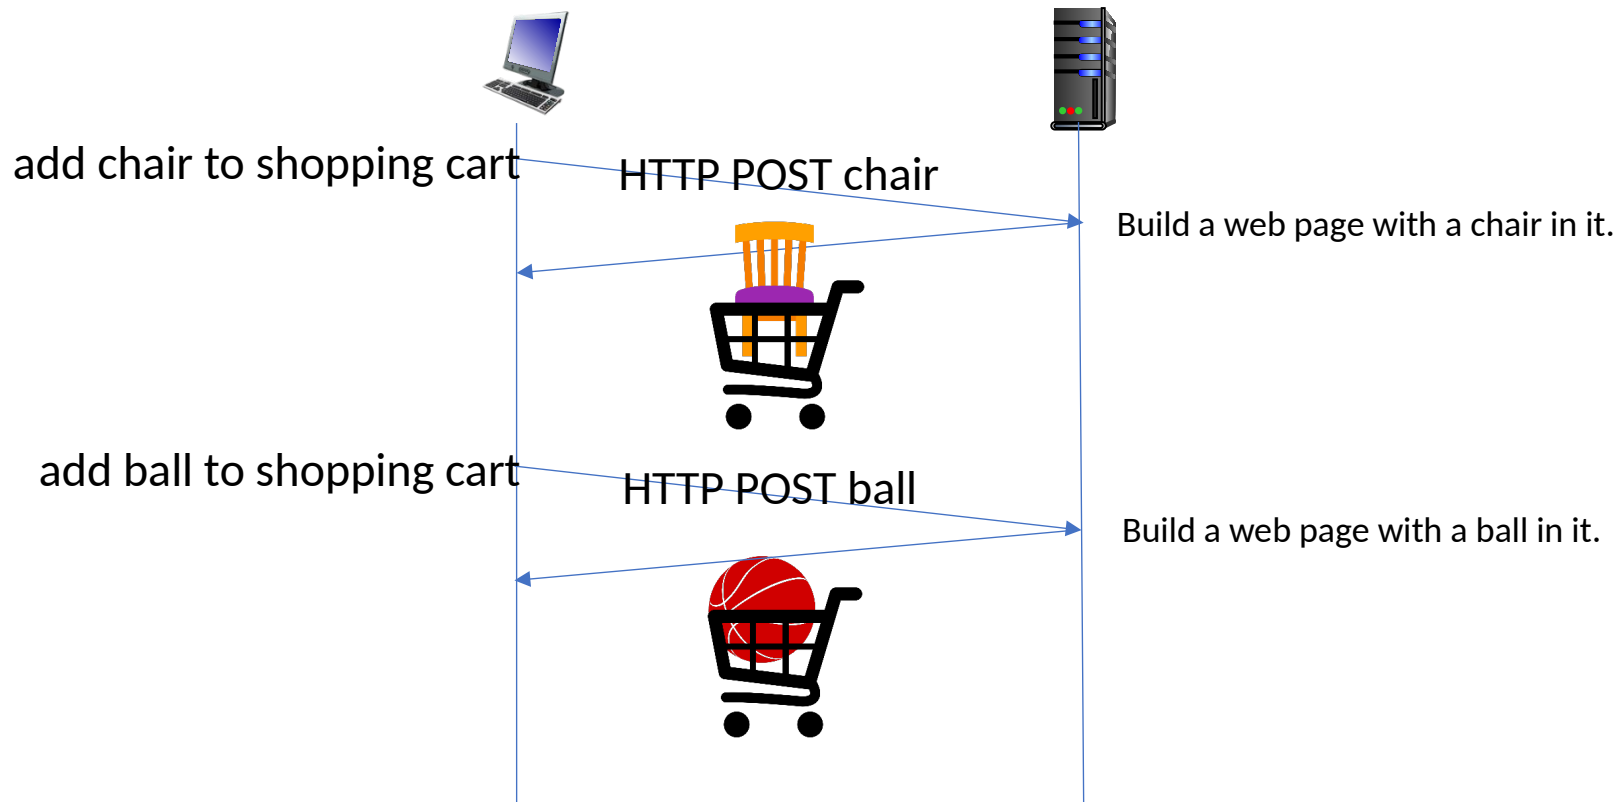 add chair to shopping cart
HTTP POST chair
Build a web page with a chair in it.
add ball to shopping cart
HTTP POST ball
Build a web page with a ball in it.